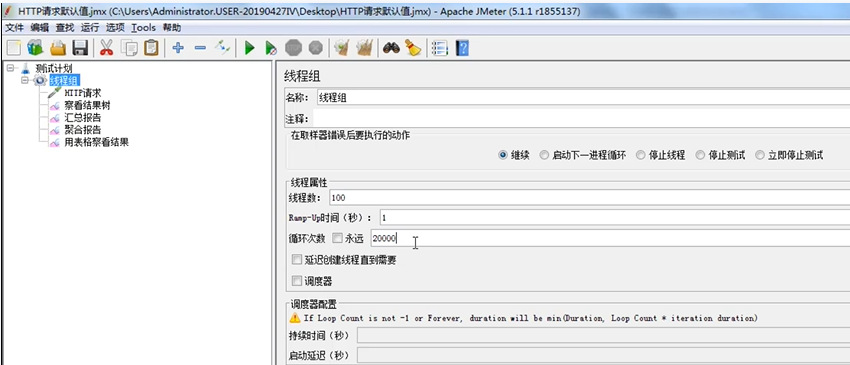 HTTP请求默认值.jmx (C:\Users\Administrator.USER-20190427IV\Desktop\HTTP请求默认值.jmx) - Apache JMeter (5.1.1 r1855137)
文件 编辑 查找 运行 选项 Tools 帮助
测试计划
线程组
HTTP请求
察看结果树
汇总报告
聚合报告
用表格察看结果
线程组
名称: 线程组
注释:
在取样器错误后要执行的动作
继续 启动下一进程循环 停止线程 停止测试 立即停止测试
线程属性
线程数: 100
Ramp-Up时间(秒): 1
循环次数 永远 20000
延迟创建线程直到需要
调度器
调度器配置
If Loop Count is not -1 or Forever, duration will be min(Duration, Loop Count * iteration duration)
持续时间(秒)
启动延迟(秒)